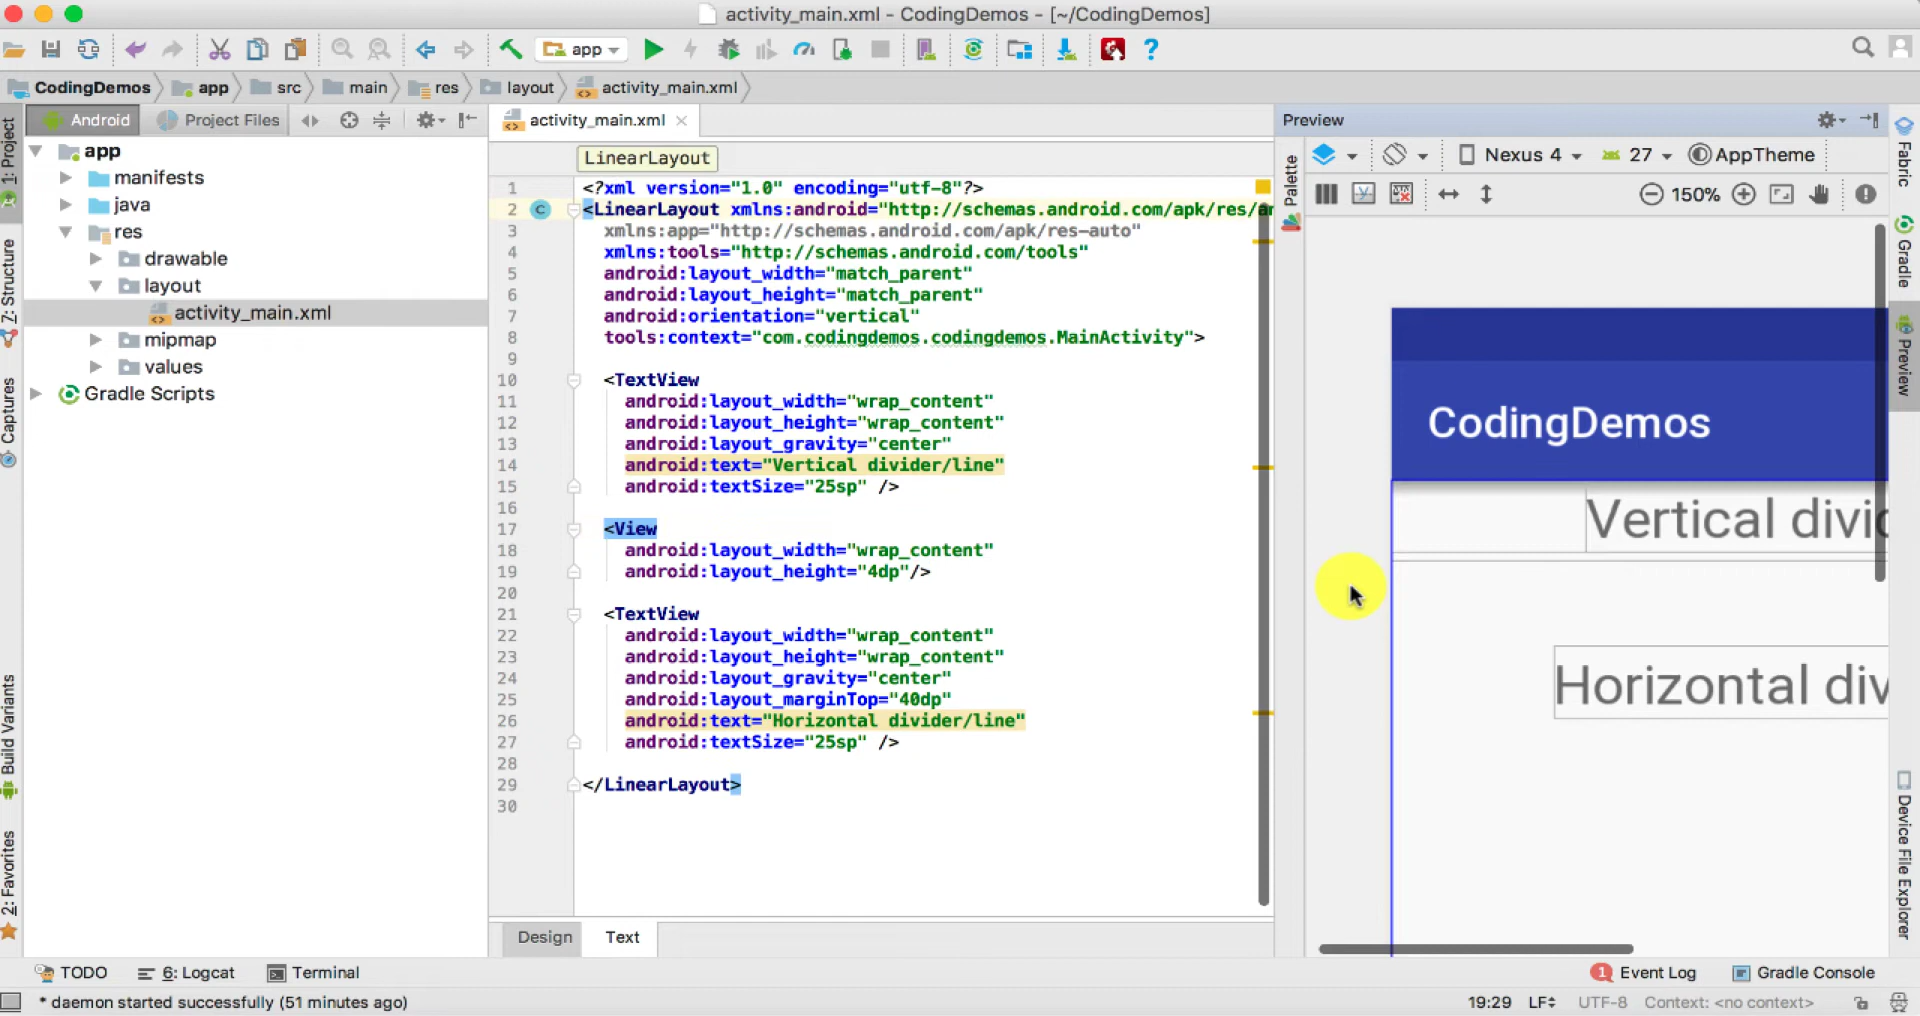 activity_main.xml - CodingDemos - [~/CodingDemos]
app
CodingDemos app src main res layout activity_main.xml
1: Project
Z: Structure
Captures
Build Variants
2: Favorites
Android Project Files
app
manifests
java
res
drawable
layout
activity_main.xml
mipmap
values
Gradle Scripts
activity_main.xml
LinearLayout
1 <?xml version="1.0" encoding="utf-8"?>
2 C <LinearLayout xmlns:android="http://schemas.android.com/apk/res/an
3 xmlns:app="http://schemas.android.com/apk/res-auto"
4 xmlns:tools="http://schemas.android.com/tools"
5 android:layout_width="match_parent"
6 android:layout_height="match_parent"
7 android:orientation="vertical"
8 tools:context="com.codingdemos.codingdemos.MainActivity">
9
10 <TextView
11 android:layout_width="wrap_content"
12 android:layout_height="wrap_content"
13 android:layout_gravity="center"
14 android:text="Vertical divider/line"
15 android:textSize="25sp" />
16
17 <View
18 android:layout_width="wrap_content"
19 android:layout_height="4dp"/>
20
21 <TextView
22 android:layout_width="wrap_content"
23 android:layout_height="wrap_content"
24 android:layout_gravity="center"
25 android:layout_marginTop="40dp"
26 android:text="Horizontal divider/line"
27 android:textSize="25sp" />
28
29 </LinearLayout>
30
Design Text
Preview
Palette
Nexus 4 27 AppTheme
150%
CodingDemos
Vertical divid
Horizontal div
Fabric
Gradle
Preview
Device File Explorer
TODO 6: Logcat Terminal 1 Event Log Gradle Console
* daemon started successfully (51 minutes ago) 19:29 LF UTF-8 Context: <no context>